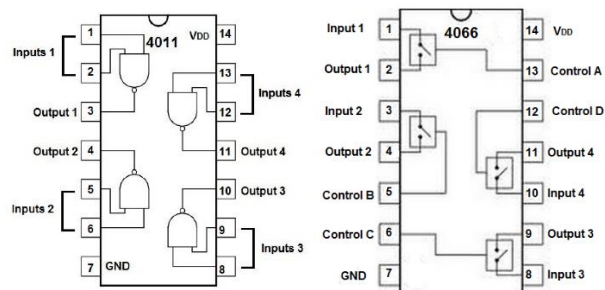 1 4011 VDD 14
Inputs 1
2 13
Inputs 4
Output 1 3 12
Output 2 4 11 Output 4
5 10 Output 3
Inputs 2
6 9
Inputs 3
7 GND 8
Input 1 1 4066 14 VDD
Output 1 2 13 Control A
Input 2 3 12 Control D
Output 2 4 11 Output 4
Control B 5 10 Input 4
Control C 6 9 Output 3
GND 7 8 Input 3